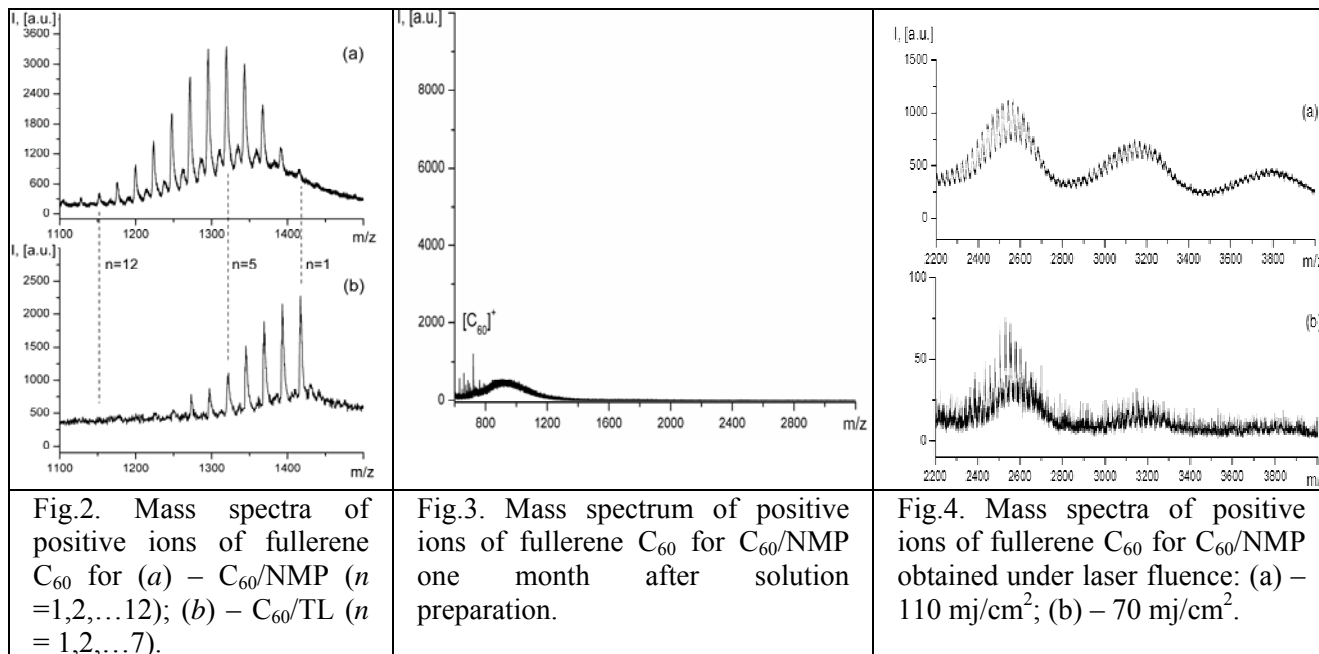 I, [a.u.]
3600
3000
2400
1800
1200
600
0
(a)
1100
1200
1300
1400
m/z
I, [a.u.]
n=12
n=5
n=1
2500
2000
1500
1000
500
0
(b)
1100
1200
1300
1400
m/z
I, [a.u.]
8000
6000
4000
2000
0
[C₆₀]⁺
800
1200
1600
2000
2400
2800
m/z
I, [a.u.]
1500
1000
500
0
(a)
2200
2400
2600
2800
3000
3200
3400
3600
3800
m/z
100
50
0
(b)
2200
2400
2600
2800
3000
3200
3400
3600
3800
m/z
Fig.2. Mass spectra of
positive ions of fullerene
C₆₀ for (a) – C₆₀/NMP (n
=1,2,…12); (b) – C₆₀/TL (n
= 1,2,…7).
Fig.3. Mass spectrum of positive
ions of fullerene C₆₀ for C₆₀/NMP
one month after solution
preparation.
Fig.4. Mass spectra of positive
ions of fullerene C₆₀ for C₆₀/NMP
obtained under laser fluence: (a) –
110 mj/cm²; (b) – 70 mj/cm².